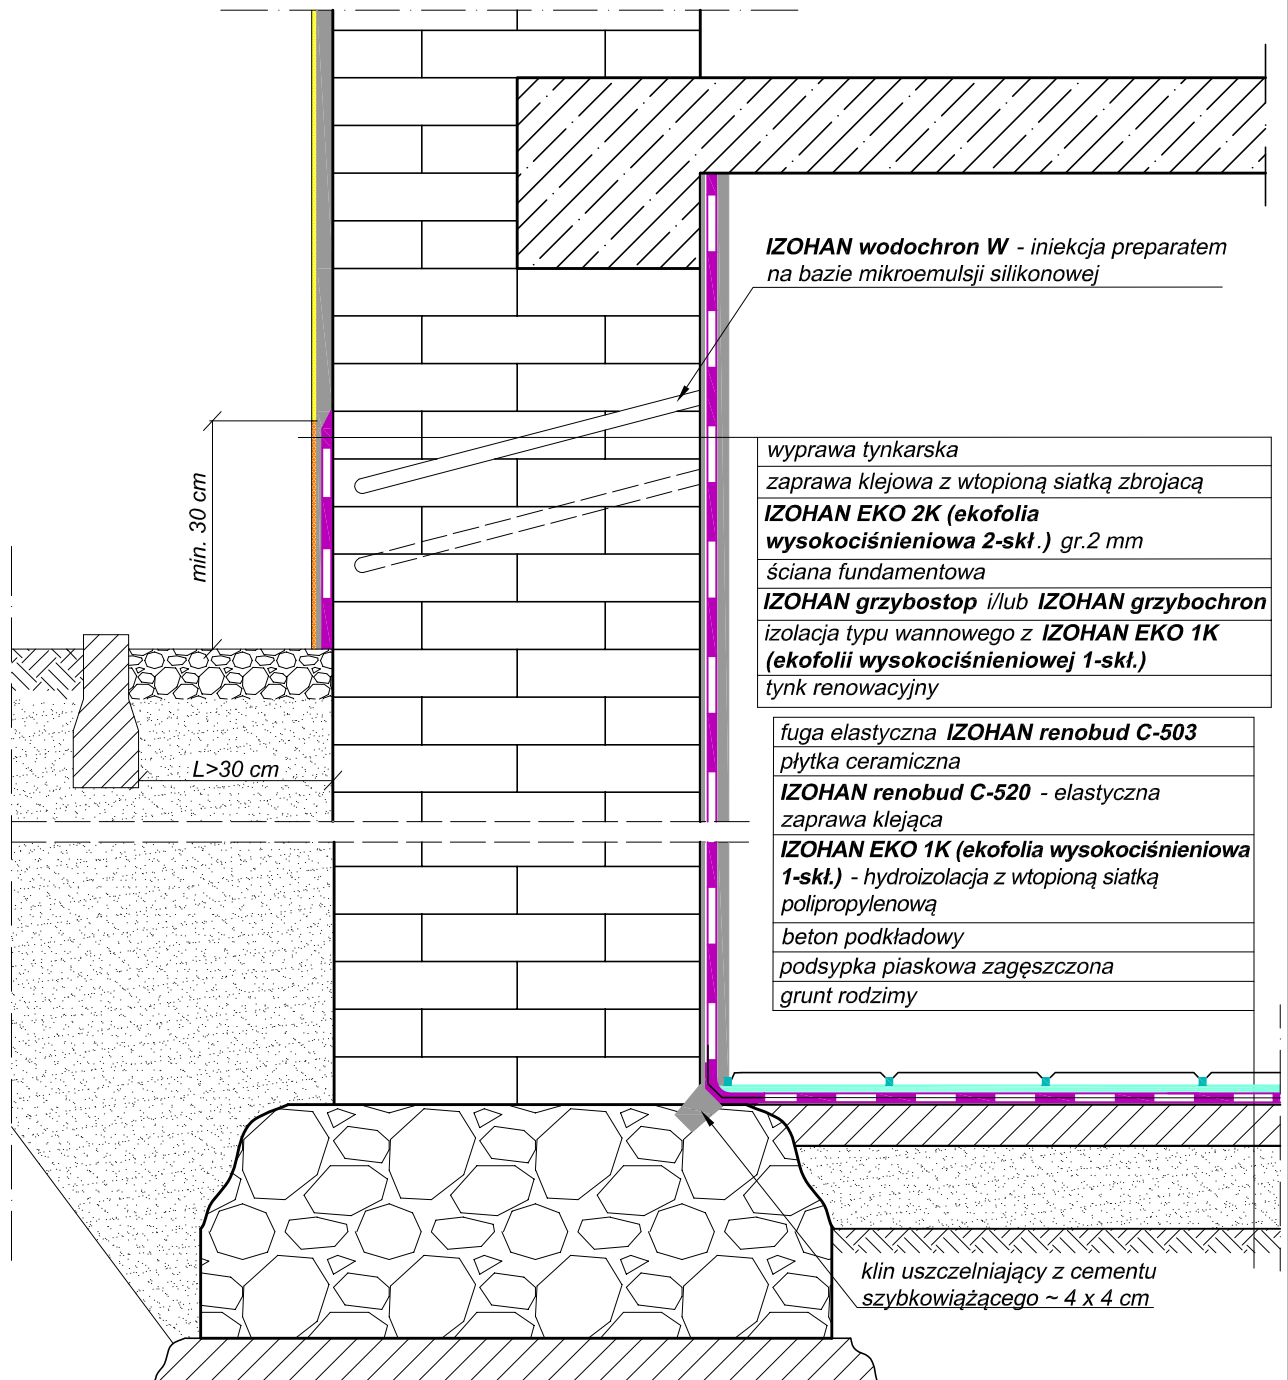 IZOHAN wodochron W - iniekcja preparatem
na bazie mikroemulsji silikonowej
min. 30 cm
wyprawa tynkarska
zaprawa klejowa z wtopioną siatką zbrojacą
IZOHAN EKO 2K (ekofolia
wysokociśnieniowa 2-skł.) gr.2 mm
ściana fundamentowa
IZOHAN grzybostop i/lub IZOHAN grzybochron
izolacja typu wannowego z IZOHAN EKO 1K
(ekofolii wysokociśnieniowej 1-skł.)
tynk renowacyjny
L>30 cm
fuga elastyczna IZOHAN renobud C-503
płytka ceramiczna
IZOHAN renobud C-520 - elastyczna
zaprawa klejąca
IZOHAN EKO 1K (ekofolia wysokociśnieniowa
1-skł.) - hydroizolacja z wtopioną siatką
polipropylenową
beton podkładowy
podsypka piaskowa zagęszczona
grunt rodzimy
klin uszczelniający z cementu
szybkowiążącego ~ 4 x 4 cm